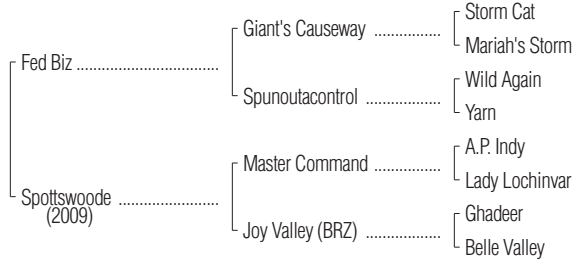 Storm Cat
Giant's Causeway ..................
Mariah's Storm
Fed Biz ................................
Wild Again
Spunoutacontrol .................
Yarn
A.P. Indy
Master Command .................
Lady Lochinvar
Spottswoode ......................
(2009)
Ghadeer
Joy Valley (BRZ) .................
Belle Valley